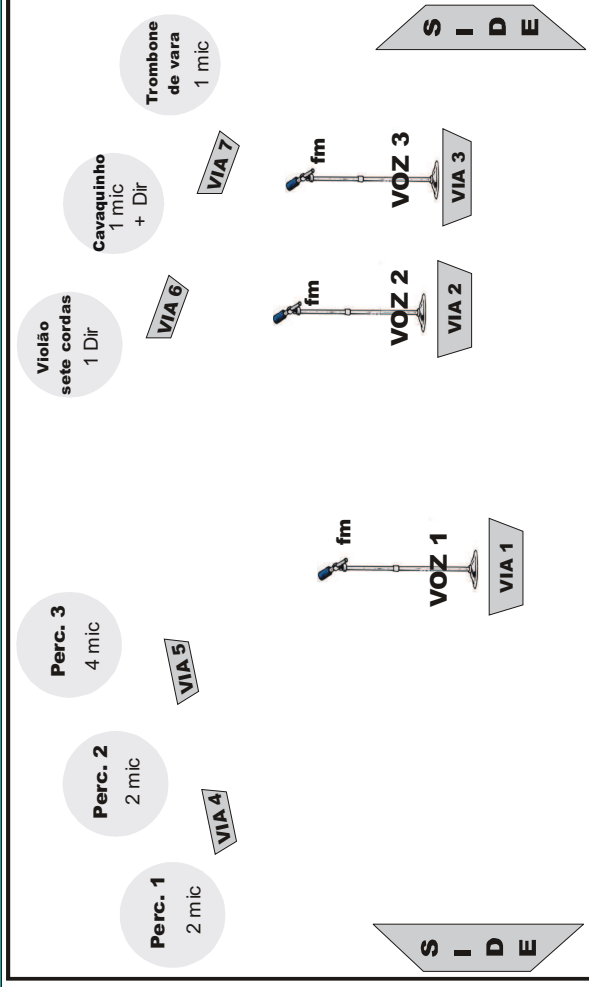 Violão
sete cordas
1 Dir
Cavaquinho
1 mic
+ Dir
Trombone
de vara
1 mic
Perc. 3
4 mic
Perc. 2
2 mic
Perc. 1
2 mic
VIA 4
VIA 5
VIA 6
VIA 7
fm
VOZ 1
VIA 1
fm
VOZ 2
VIA 2
fm
VOZ 3
VIA 3
SIDE
SIDE